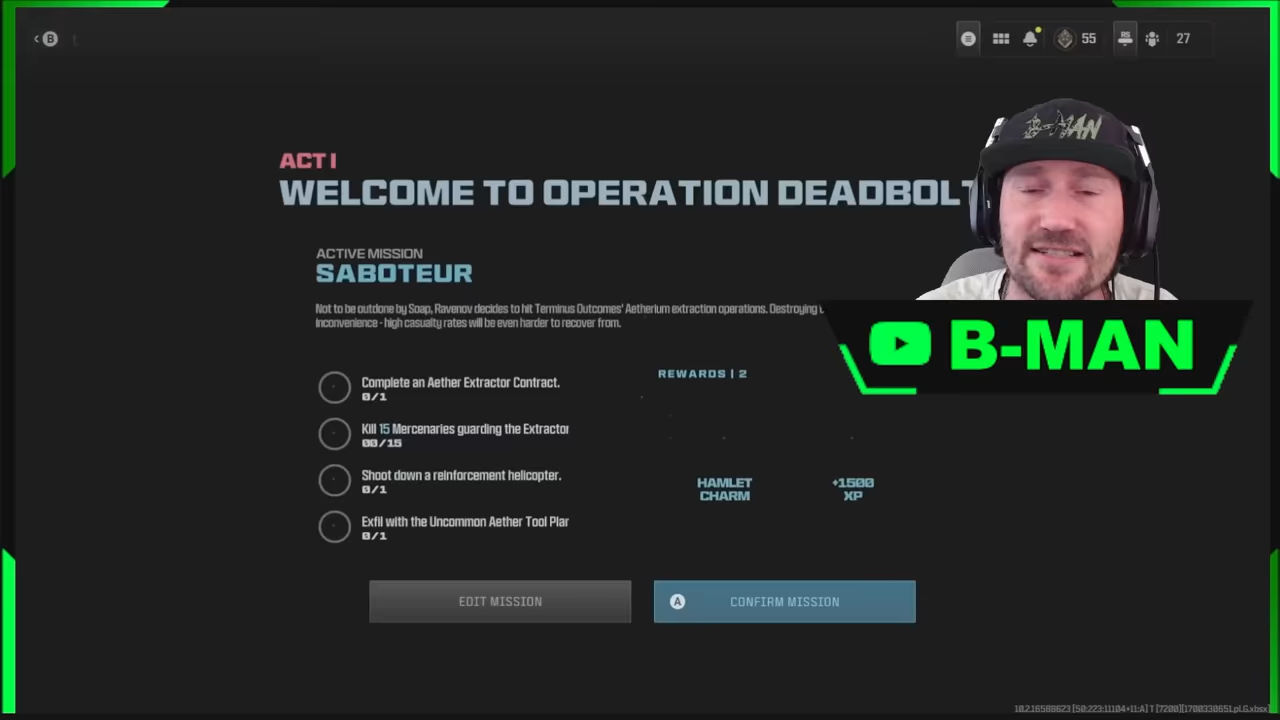 B
55
RS
27
B-MAN
ACT I
WELCOME TO OPERATION DEADBOLT
ACTIVE MISSION
SABOTEUR
Not to be outdone by Soap, Ravenov decides to hit Terminus Outcomes' Aetherium extraction operations. Destroying
inconvenience - high casualty rates will be even harder to recover from.
B-MAN
REWARDS | 2
Complete an Aether Extractor Contract.
0/1
Kill 15 Mercenaries guarding the Extractor
00/15
Shoot down a reinforcement helicopter.
0/1
HAMLET
CHARM
+1500
XP
Exfil with the Uncommon Aether Tool Plan
0/1
EDIT MISSION
A CONFIRM MISSION